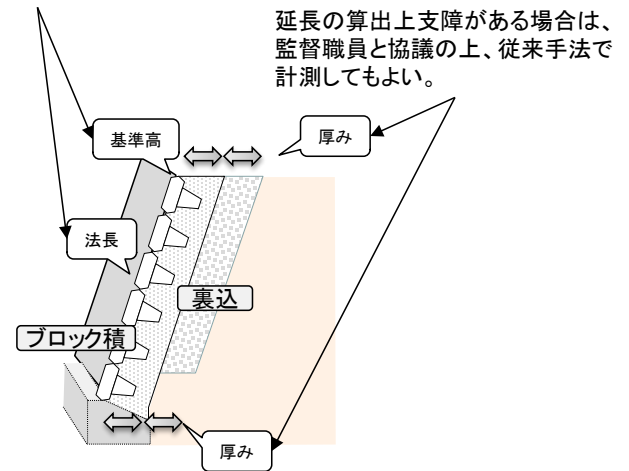 延長の算出上支障がある場合は、
監督職員と協議の上、従来手法で
計測してもよい。
基準高
厚み
法長
裏込
ブロック積
厚み